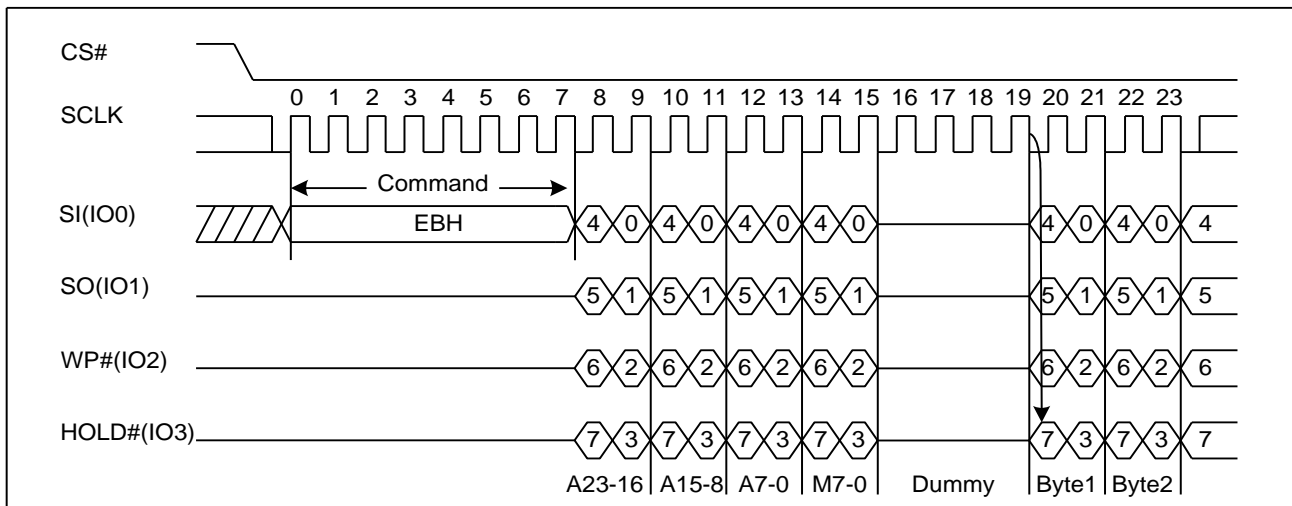 CS#
0 1 2 3 4 5 6 7 8 9 10 11 12 13 14 15 16 17 18 19 20 21 22 23
SCLK
Command
SI(IO0) EBH 4 0 4 0 4 0 4 0 4 0 4 0 4
SO(IO1) 5 1 5 1 5 1 5 1 5 1 5 1 5
WP#(IO2) 6 2 6 2 6 2 6 2 6 2 6 2 6
HOLD#(IO3) 7 3 7 3 7 3 7 3 7 3 7 3 7
A23-16 A15-8 A7-0 M7-0 Dummy Byte1 Byte2